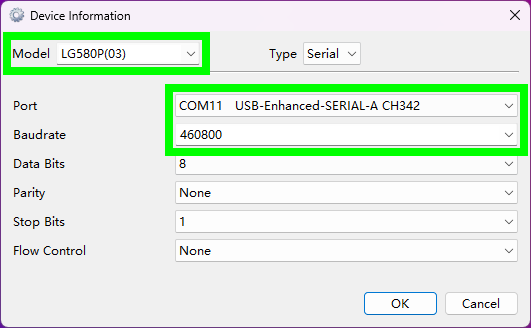 Device Information
Model LG580P(03) Type Serial
Port COM11 USB-Enhanced-SERIAL-A CH342
Baudrate 460800
Data Bits 8
Parity None
Stop Bits 1
Flow Control None
OK Cancel